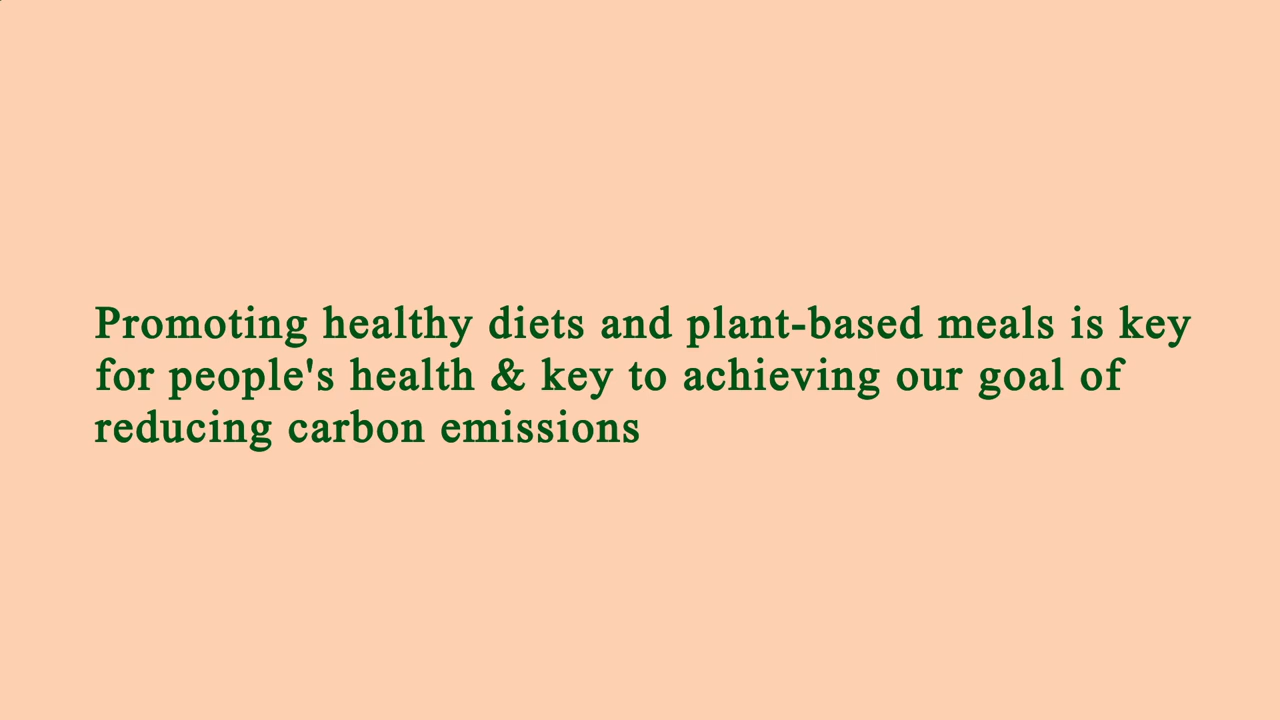 Promoting healthy diets and plant-based meals is key
for people's health & key to achieving our goal of
reducing carbon emissions